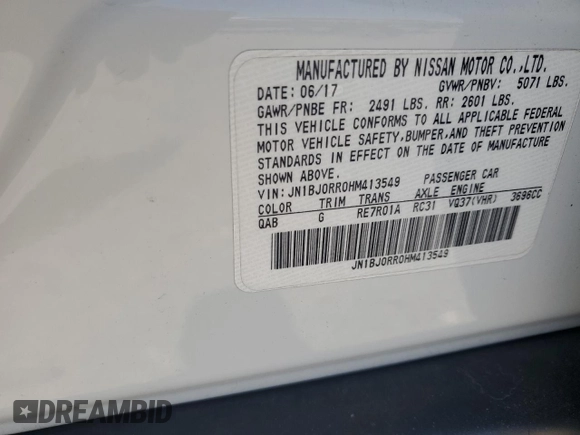 MANUFACTURED BY NISSAN MOTOR CO.,LTD.
DATE: 06/17 GVWR/PNBV: 5071 LBS.
GAWR/PNBE FR: 2491 LBS. RR: 2601 LBS.
THIS VEHICLE CONFORMS TO ALL APPLICABLE FEDERAL
MOTOR VEHICLE SAFETY,BUMPER,AND THEFT PREVENTION
STANDARDS IN EFFECT ON THE DATE OF MANUFACTURE
SHOWN ABOVE.
VIN: JN1BJ0RR0HM413549 PASSENGER CAR
COLOR TRIM TRANS AXLE ENGINE
QAB G RE7R01A RC31 VQ37(VHR) 3696CC
JN1BJ0RR0HM413549
DREAMBID